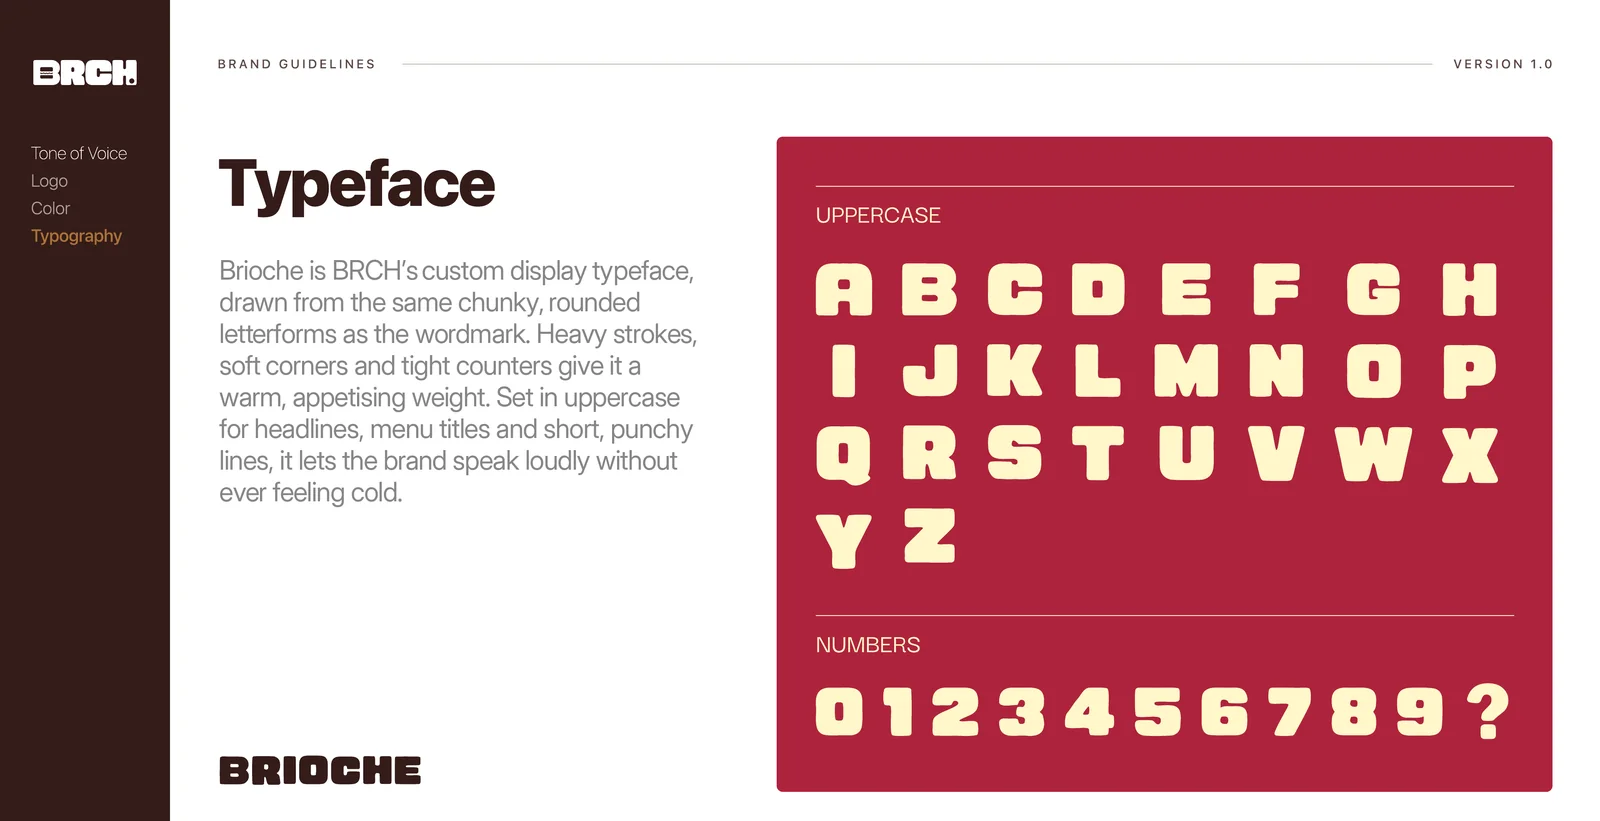 BRCH.
Tone of Voice
Logo
Color
Typography
BRAND GUIDELINES
VERSION 1.0
Typeface
Brioche is BRCH’s custom display typeface,
drawn from the same chunky, rounded
letterforms as the wordmark. Heavy strokes,
soft corners and tight counters give it a
warm, appetising weight. Set in uppercase
for headlines, menu titles and short, punchy
lines, it lets the brand speak loudly without
ever feeling cold.
BRIOCHE
UPPERCASE
A B C D E F G H
I J K L M N O P
Q R S T U V W X
Y Z
NUMBERS
0 1 2 3 4 5 6 7 8 9 ?